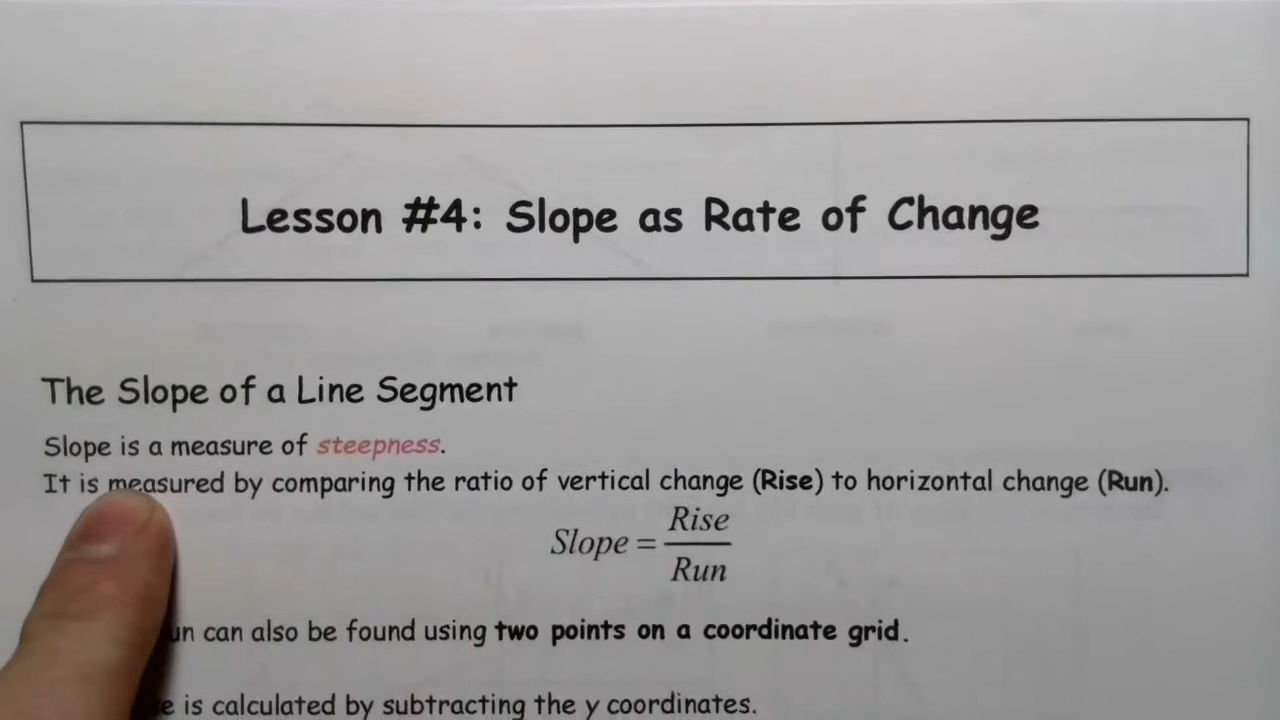 Lesson #4: Slope as Rate of Change
The Slope of a Line Segment
Slope is a measure of steepness.
It is measured by comparing the ratio of vertical change (Rise) to horizontal change (Run).
Slope = Rise
Run
can also be found using two points on a coordinate grid.
is calculated by subtracting the y coordinates.